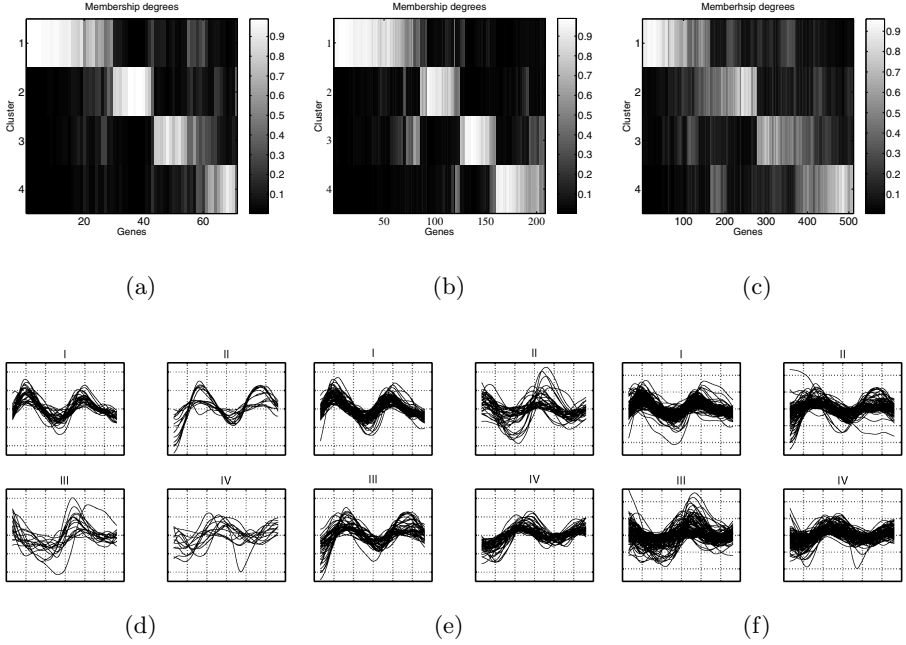 Membership degrees
1
2
3
4
Cluster
20 40 60
Genes
0.9
0.8
0.7
0.6
0.5
0.4
0.3
0.2
0.1
(a)
Membership degrees
1
2
3
4
Cluster
50 100 150 200
Genes
0.9
0.8
0.7
0.6
0.5
0.4
0.3
0.2
0.1
(b)
Memberhsip degrees
1
2
3
4
Cluster
100 200 300 400 500
Genes
0.9
0.8
0.7
0.6
0.5
0.4
0.3
0.2
0.1
(c)
I II
III IV
(d)
I II
III IV
(e)
I II
III IV
(f)